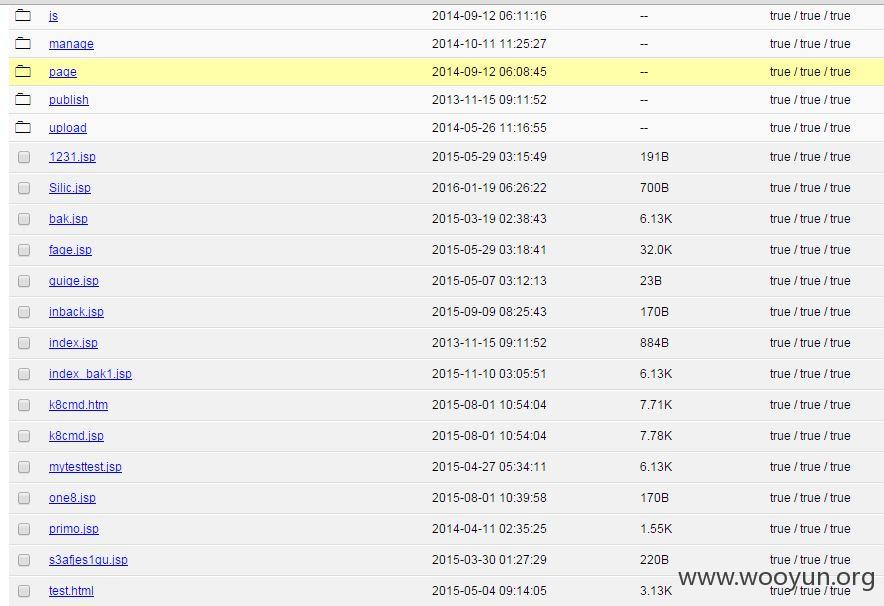 js 2014-09-12 06:11:16 -- true / true / true
manage 2014-10-11 11:25:27 -- true / true / true
page 2014-09-12 06:08:45 -- true / true / true
publish 2013-11-15 09:11:52 -- true / true / true
upload 2014-05-26 11:16:55 -- true / true / true
1231.jsp 2015-05-29 03:15:49 191B true / true / true
Silic.jsp 2016-01-19 06:26:22 700B true / true / true
bak.jsp 2015-03-19 02:38:43 6.13K true / true / true
fage.jsp 2015-05-29 03:18:41 32.0K true / true / true
guige.jsp 2015-05-07 03:12:13 23B true / true / true
inback.jsp 2015-09-09 08:25:43 170B true / true / true
index.jsp 2013-11-15 09:11:52 884B true / true / true
index_bak1.jsp 2015-11-10 03:05:51 6.13K true / true / true
k8cmd.htm 2015-08-01 10:54:04 7.71K true / true / true
k8cmd.jsp 2015-08-01 10:54:04 7.78K true / true / true
mytesttest.jsp 2015-04-27 05:34:11 6.13K true / true / true
one8.jsp 2015-08-01 10:39:58 170B true / true / true
primo.jsp 2014-04-11 02:35:25 1.55K true / true / true
s3afjes1gu.jsp 2015-03-30 01:27:29 220B true / true / true
test.html 2015-05-04 09:14:05 3.13K true / true / true
www.wooyun.org